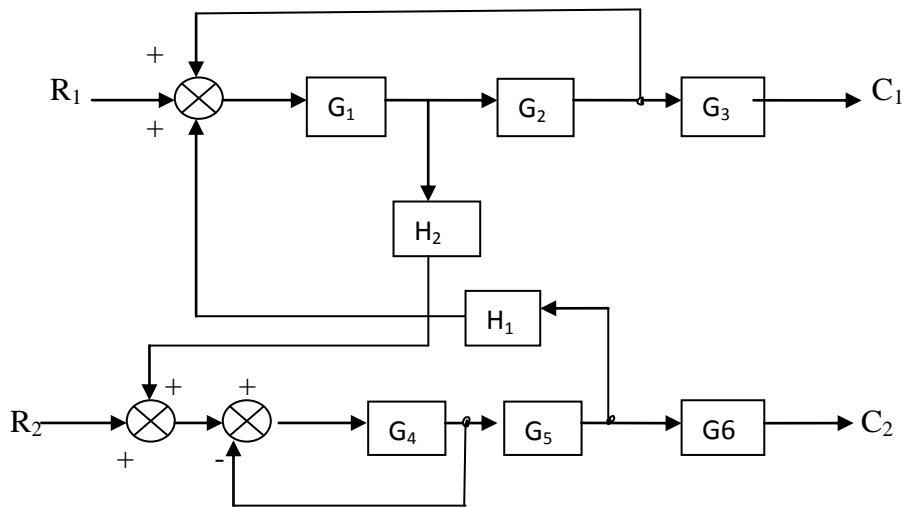 +
R₁
+
G₁
G₂
G₃
C₁
H₂
H₁
+
+
R₂
+
-
G₄
G₅
G6
C₂